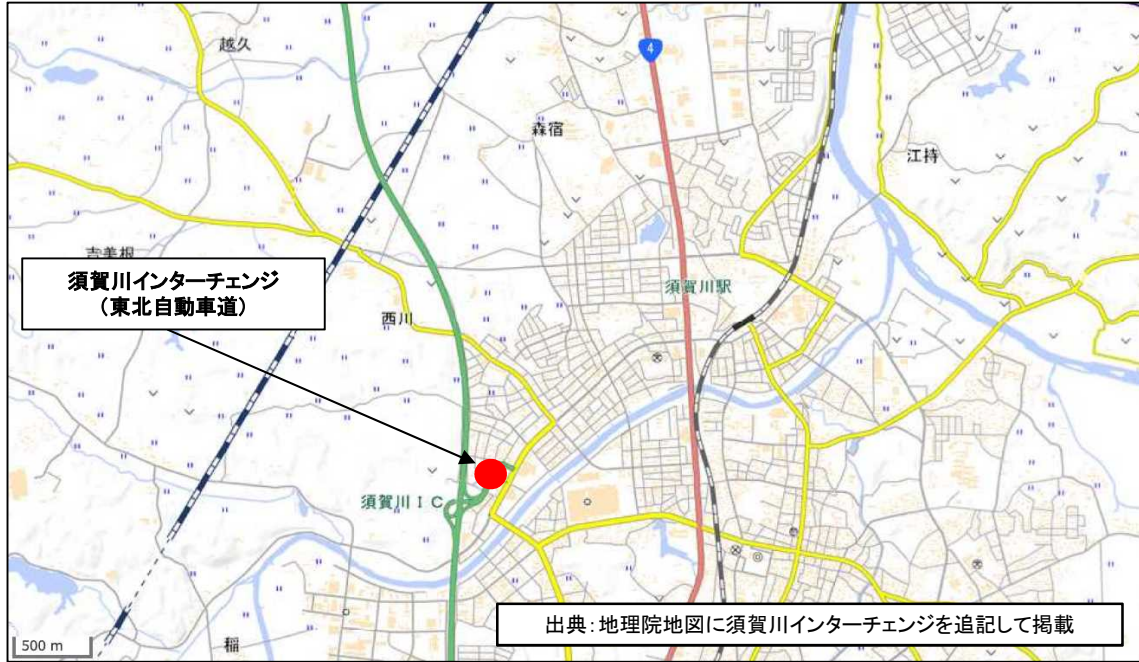 越久
4
森宿
江持
吉美根
須賀川インターチェンジ
(東北自動車道)
須賀川駅
西川
須賀川IC
稲
500 m
出典:地理院地図に須賀川インターチェンジを追記して掲載